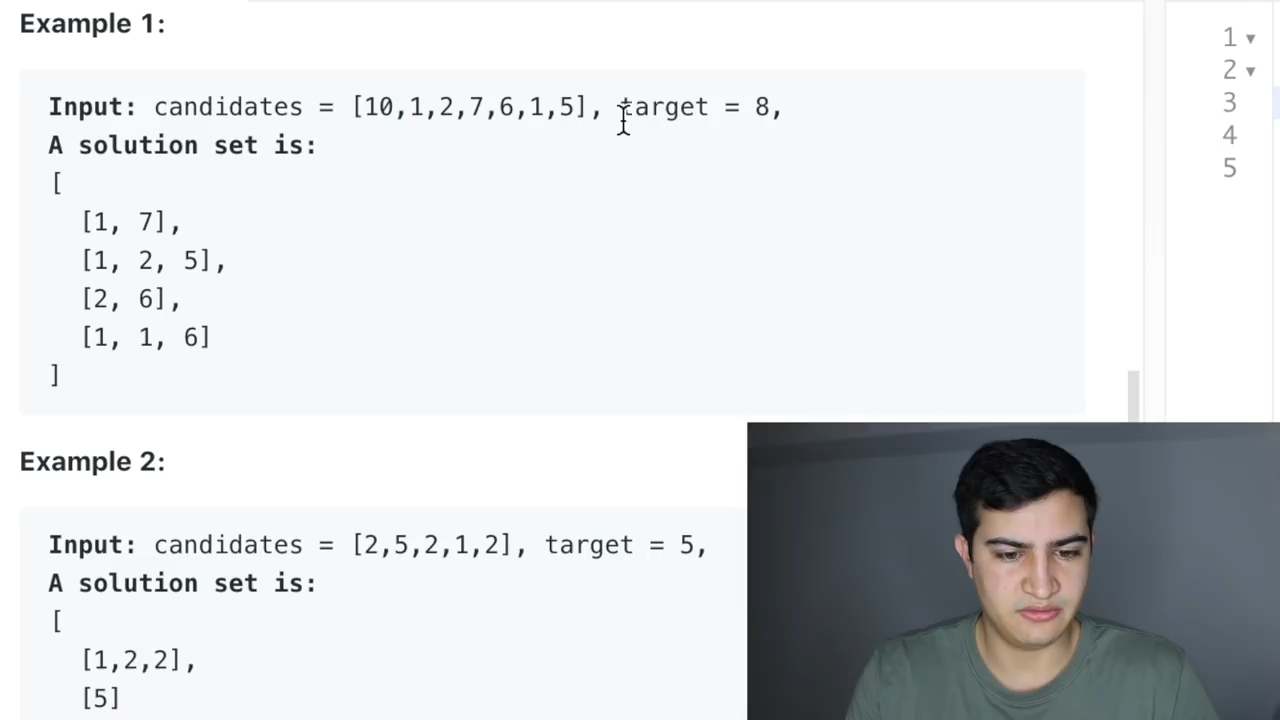 Example 1:
Input: candidates = [10,1,2,7,6,1,5], target = 8,
A solution set is:
[
[1, 7],
[1, 2, 5],
[2, 6],
[1, 1, 6]
]
Example 2:
Input: candidates = [2,5,2,1,2], target = 5,
A solution set is:
[
[1,2,2],
[5]
1
2
3
4
5